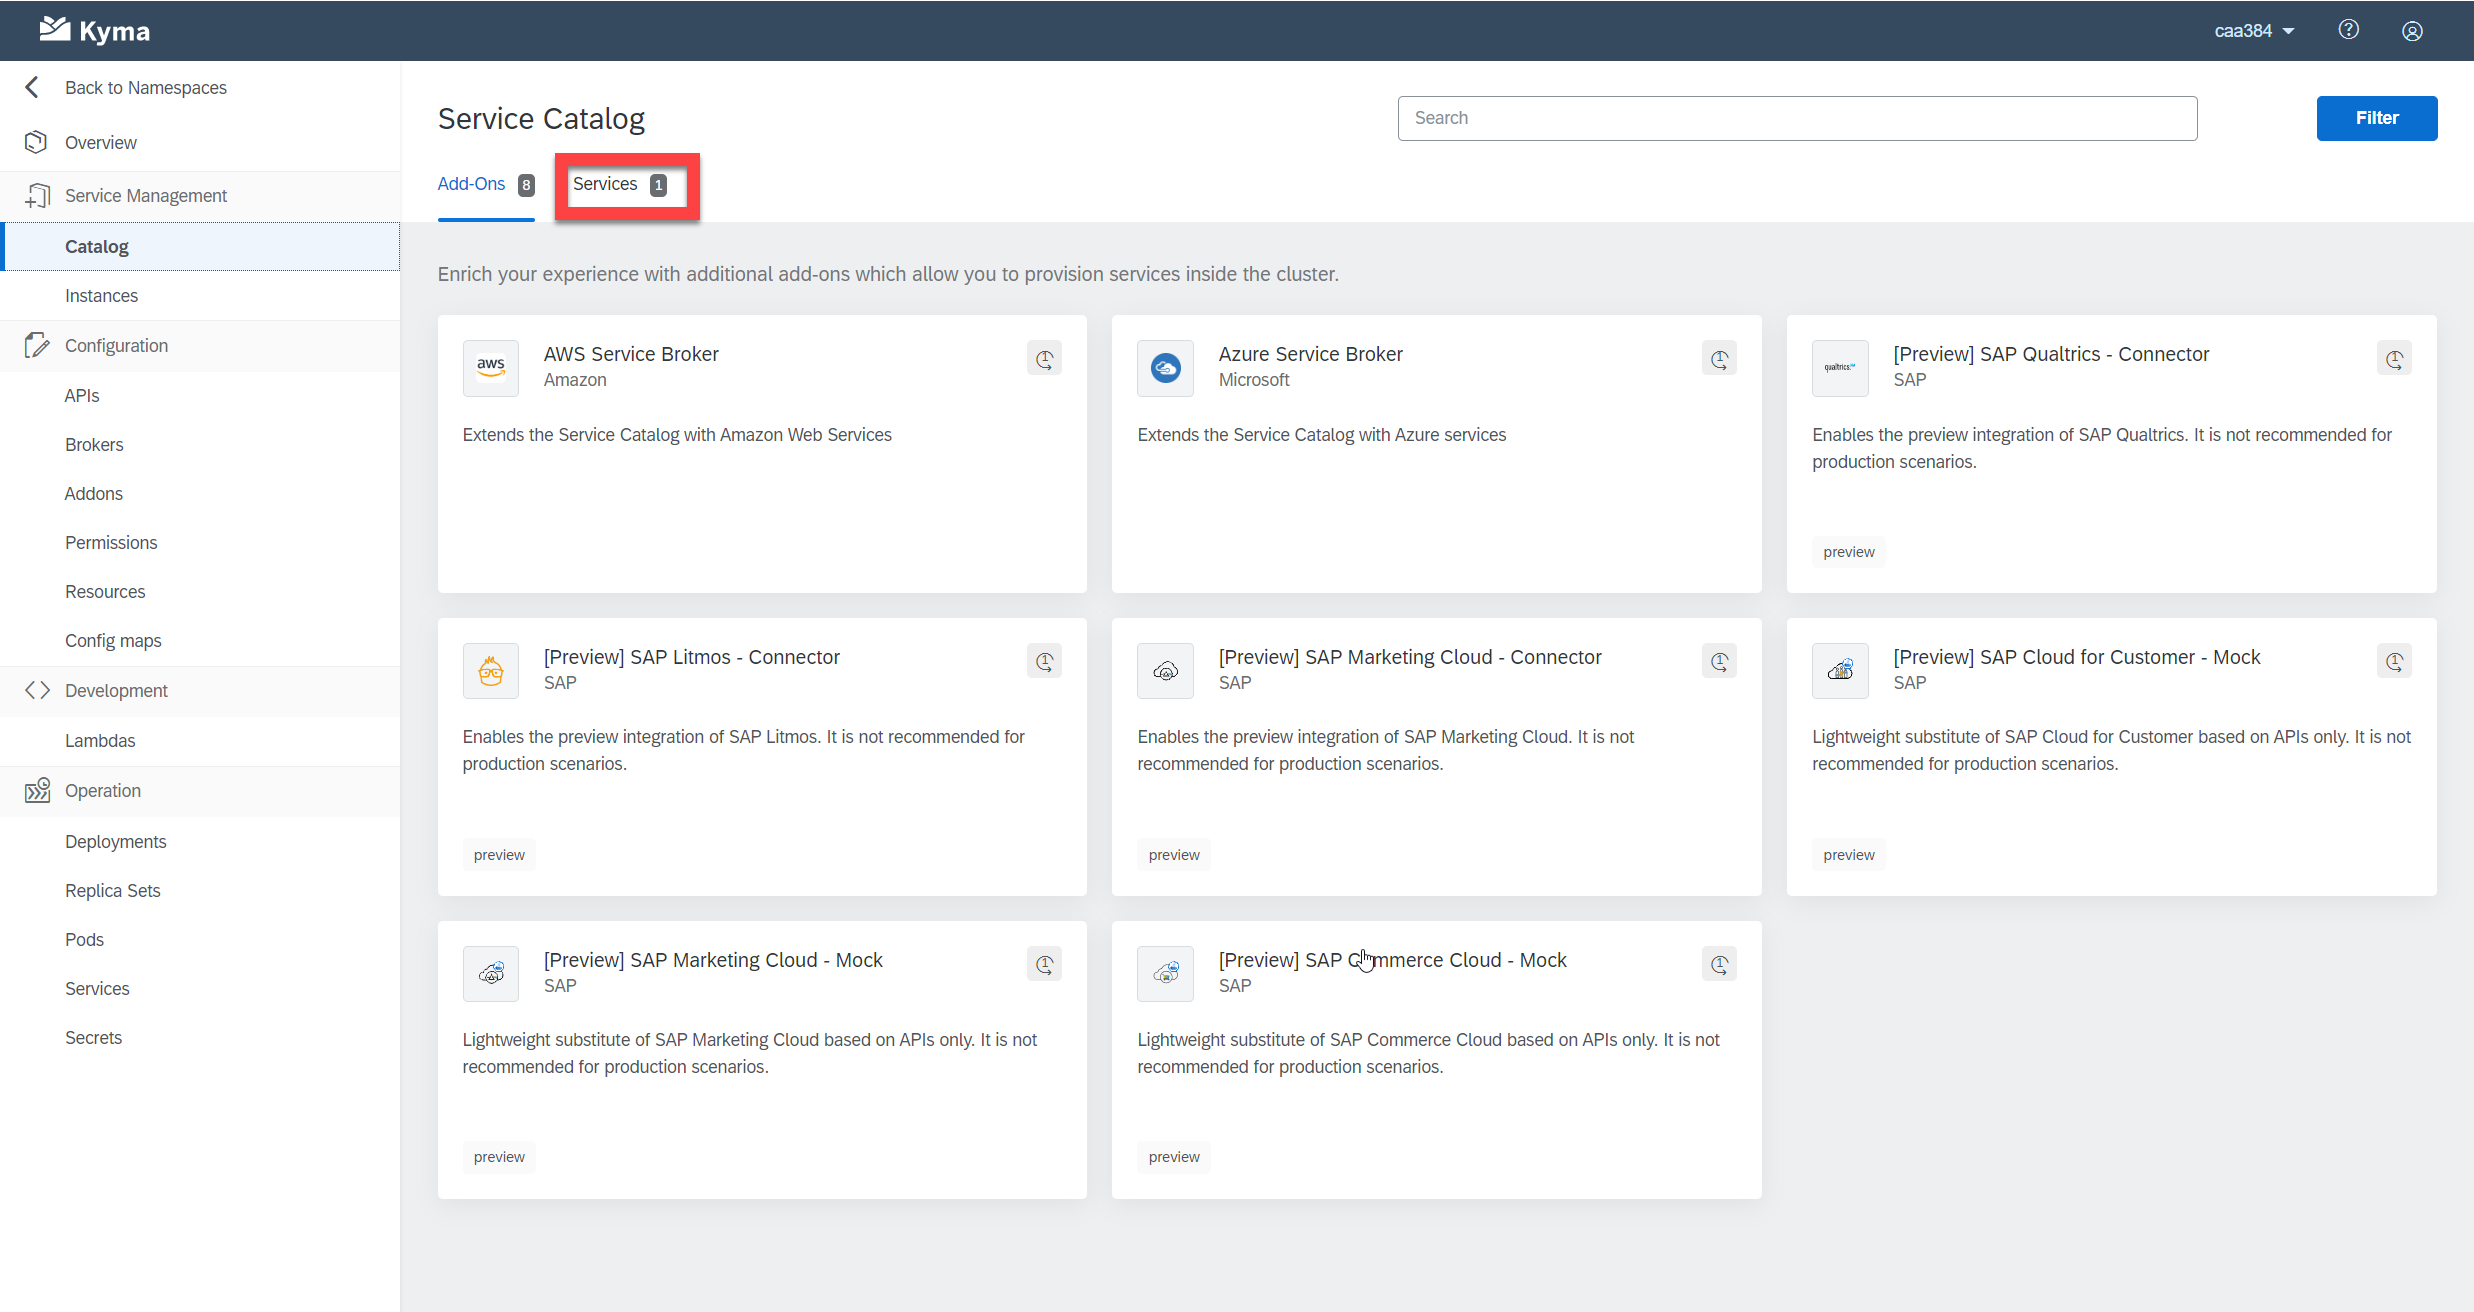 Kyma
caa384
Back to Namespaces
Overview
Service Management
Catalog
Instances
Configuration
APIs
Brokers
Addons
Permissions
Resources
Config maps
Development
Lambdas
Operation
Deployments
Replica Sets
Pods
Services
Secrets
Service Catalog
Search
Filter
Add-Ons 8
Services 1
Enrich your experience with additional add-ons which allow you to provision services inside the cluster.
aws
AWS Service Broker
Amazon
1
Extends the Service Catalog with Amazon Web Services
Azure Service Broker
Microsoft
1
Extends the Service Catalog with Azure services
qualtrics
[Preview] SAP Qualtrics - Connector
SAP
1
Enables the preview integration of SAP Qualtrics. It is not recommended for
production scenarios.
preview
[Preview] SAP Litmos - Connector
SAP
1
Enables the preview integration of SAP Litmos. It is not recommended for
production scenarios.
preview
[Preview] SAP Marketing Cloud - Connector
SAP
1
Enables the preview integration of SAP Marketing Cloud. It is not
recommended for production scenarios.
preview
[Preview] SAP Cloud for Customer - Mock
SAP
1
Lightweight substitute of SAP Cloud for Customer based on APIs only. It is not
recommended for production scenarios.
preview
[Preview] SAP Marketing Cloud - Mock
SAP
1
Lightweight substitute of SAP Marketing Cloud based on APIs only. It is not
recommended for production scenarios.
preview
[Preview] SAP Commerce Cloud - Mock
SAP
1
Lightweight substitute of SAP Commerce Cloud based on APIs only. It is not
recommended for production scenarios.
preview